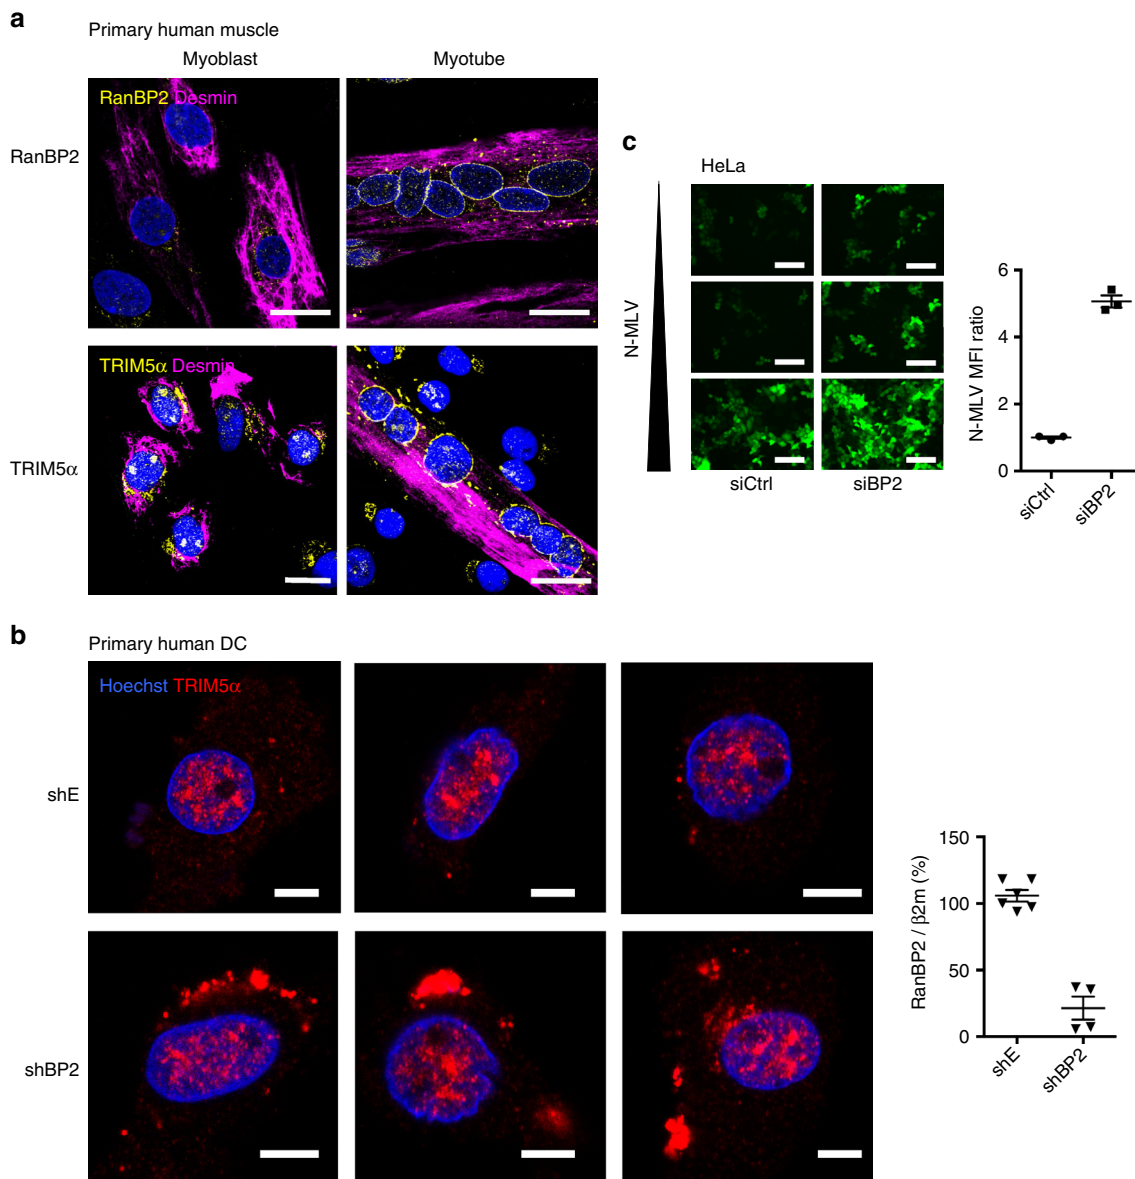 a
Primary human muscle
Myoblast
Myotube
RanBP2 Desmin
RanBP2
TRIM5α Desmin
TRIM5α
c
HeLa
N-MLV
siCtrl
siBP2
N-MLV MFI ratio
6
4
2
0
siCtrl
siBP2
b
Primary human DC
Hoechst TRIM5α
shE
shBP2
RanBP2 / β2m (%)
150
100
50
0
shE
shBP2